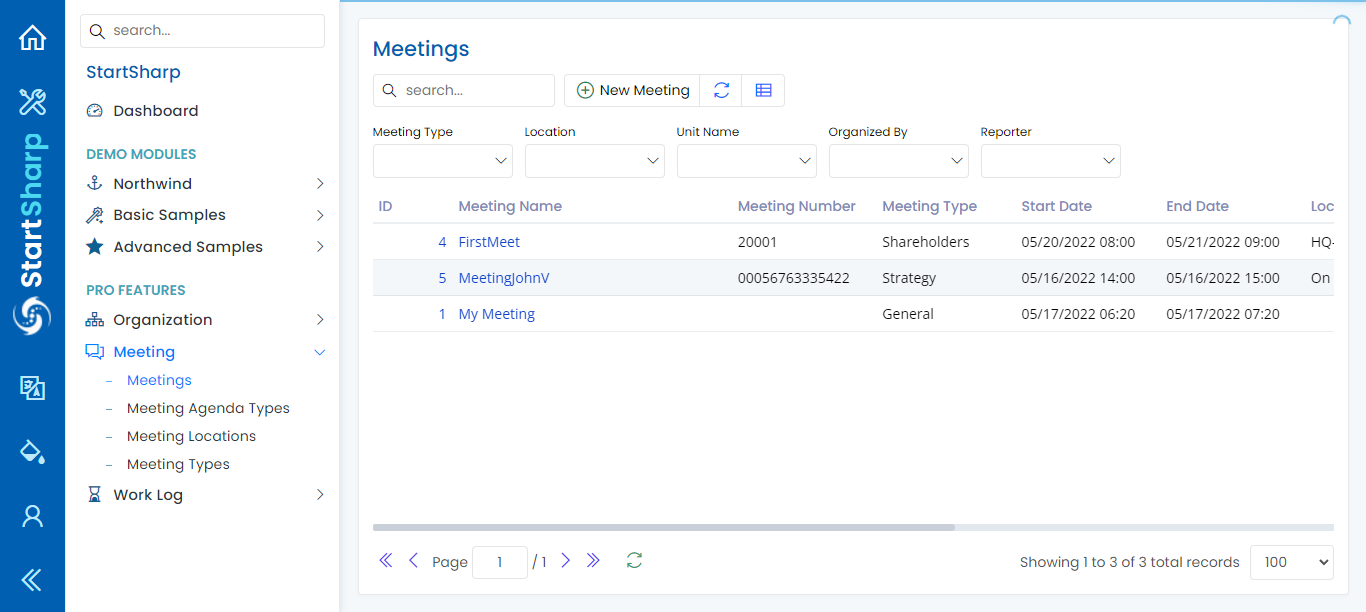 StartSharp
search...
StartSharp
Dashboard
DEMO MODULES
Northwind
Basic Samples
Advanced Samples
PRO FEATURES
Organization
Meeting
– Meetings
– Meeting Agenda Types
– Meeting Locations
– Meeting Types
Work Log
Meetings
search...
New Meeting
Meeting Type Location Unit Name Organized By Reporter
ID Meeting Name Meeting Number Meeting Type Start Date End Date Loc
4 FirstMeet 20001 Shareholders 05/20/2022 08:00 05/21/2022 09:00 HQ-
5 MeetingJohnV 00056763335422 Strategy 05/16/2022 14:00 05/16/2022 15:00 On
1 My Meeting General 05/17/2022 06:20 05/17/2022 07:20
Page 1 / 1
Showing 1 to 3 of 3 total records 100